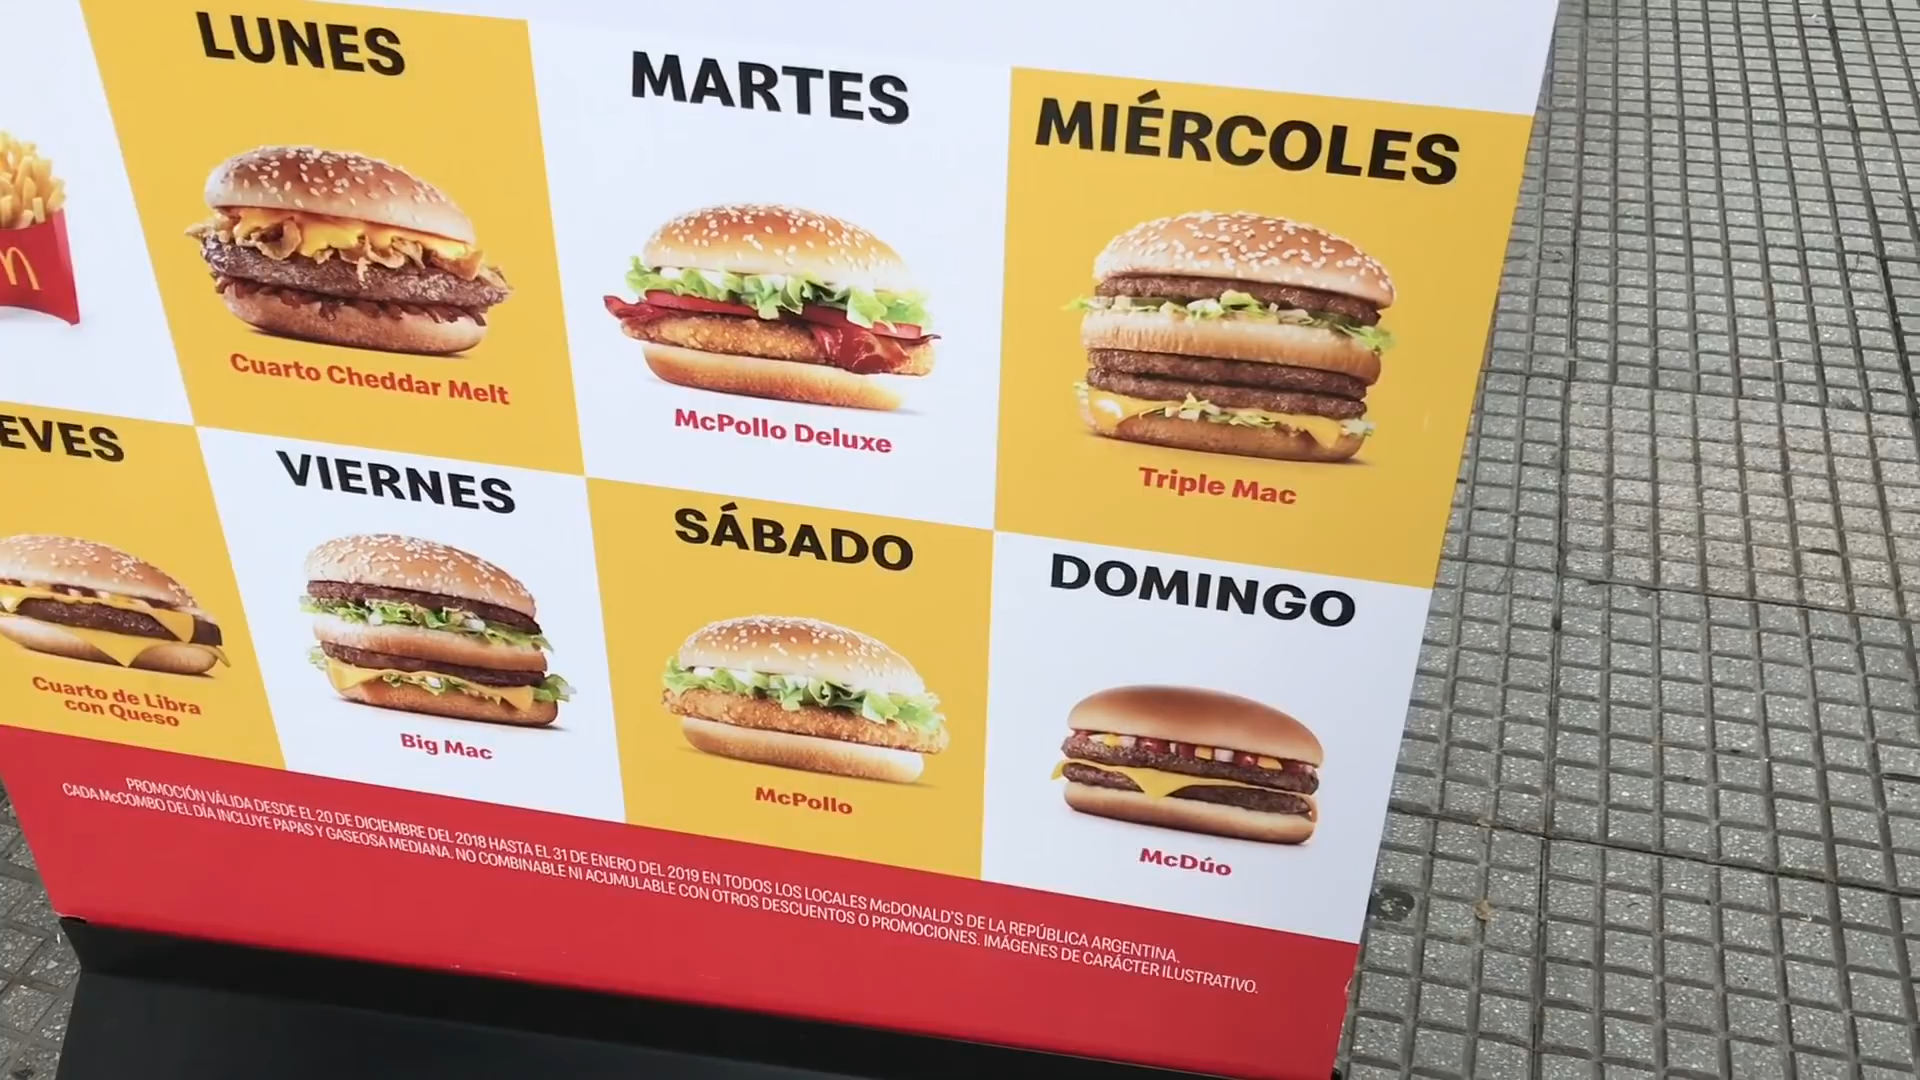 LUNES
Cuarto Cheddar Melt
MARTES
McPollo Deluxe
MIÉRCOLES
Triple Mac
EVES
Cuarto de Libra
con Queso
VIERNES
Big Mac
SÁBADO
McPollo
DOMINGO
McDúo
PROMOCIÓN VÁLIDA DESDE EL 20 DE DICIEMBRE DEL 2018 HASTA EL 31 DE ENERO DEL 2019 EN TODOS LOS LOCALES McDONALD'S DE LA REPÚBLICA ARGENTINA.
CADA McCOMBO DEL DÍA INCLUYE PAPAS Y GASEOSA MEDIANA. NO COMBINABLE NI ACUMULABLE CON OTROS DESCUENTOS O PROMOCIONES. IMÁGENES DE CARÁCTER ILUSTRATIVO.